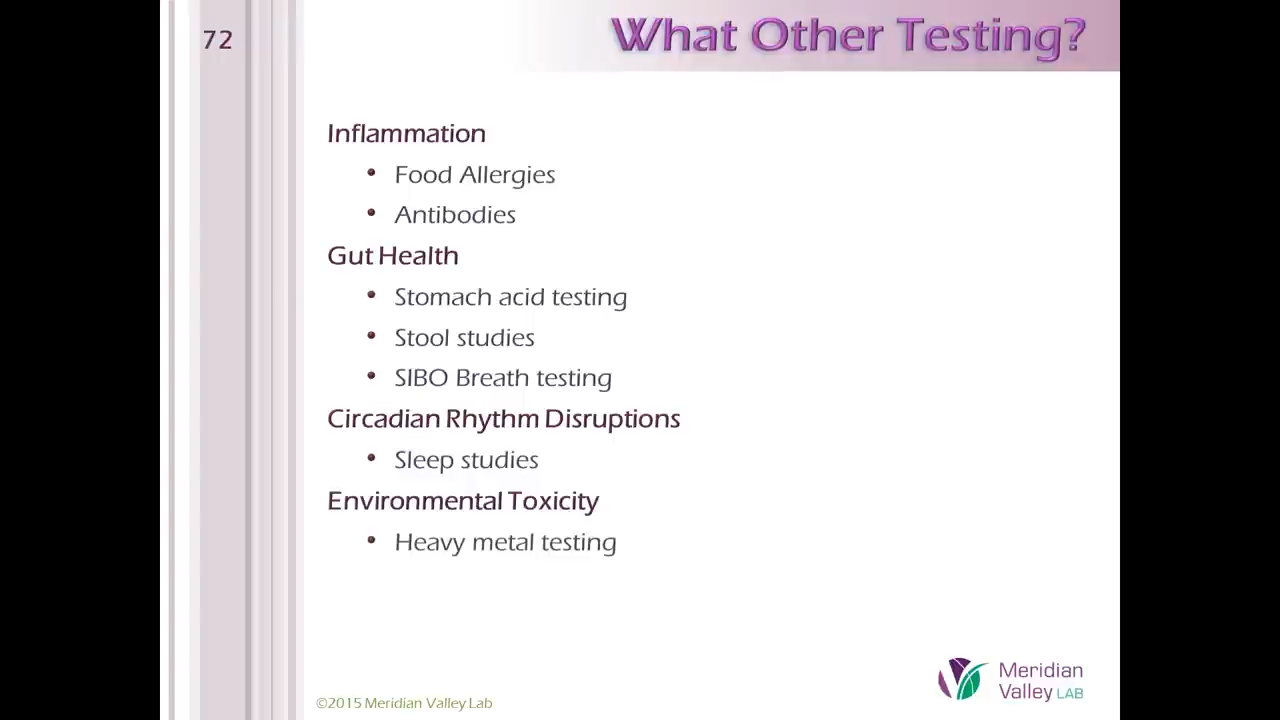 72
What Other Testing?
Inflammation
• Food Allergies
• Antibodies
Gut Health
• Stomach acid testing
• Stool studies
• SIBO Breath testing
Circadian Rhythm Disruptions
• Sleep studies
Environmental Toxicity
• Heavy metal testing
©2015 Meridian Valley Lab
Meridian
Valley LAB